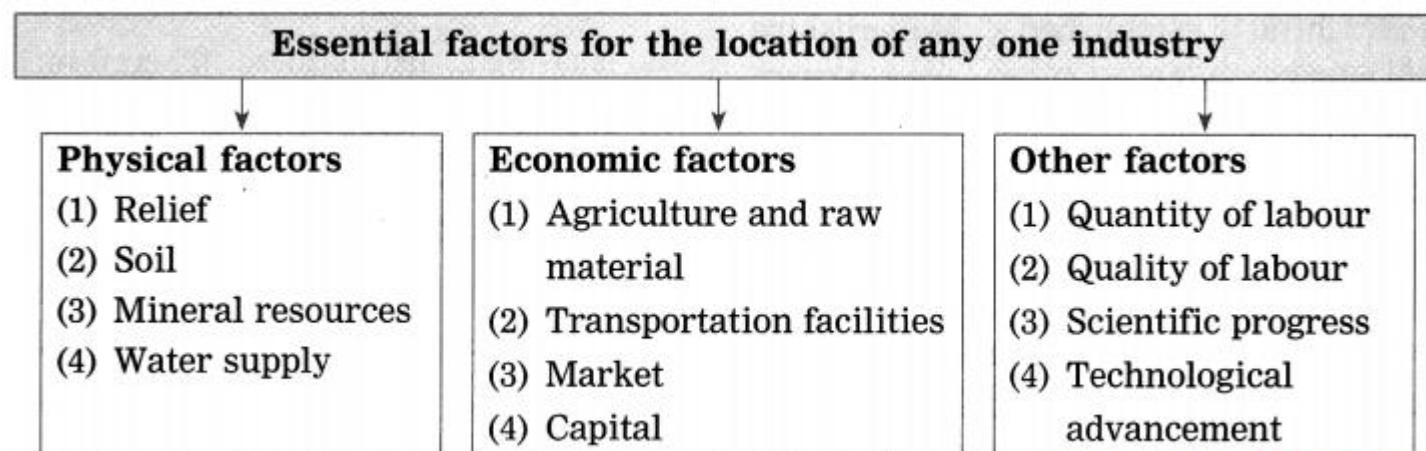 Essential factors for the location of any one industry
Physical factors
(1) Relief
(2) Soil
(3) Mineral resources
(4) Water supply
Economic factors
(1) Agriculture and raw
material
(2) Transportation facilities
(3) Market
(4) Capital
Other factors
(1) Quantity of labour
(2) Quality of labour
(3) Scientific progress
(4) Technological
advancement